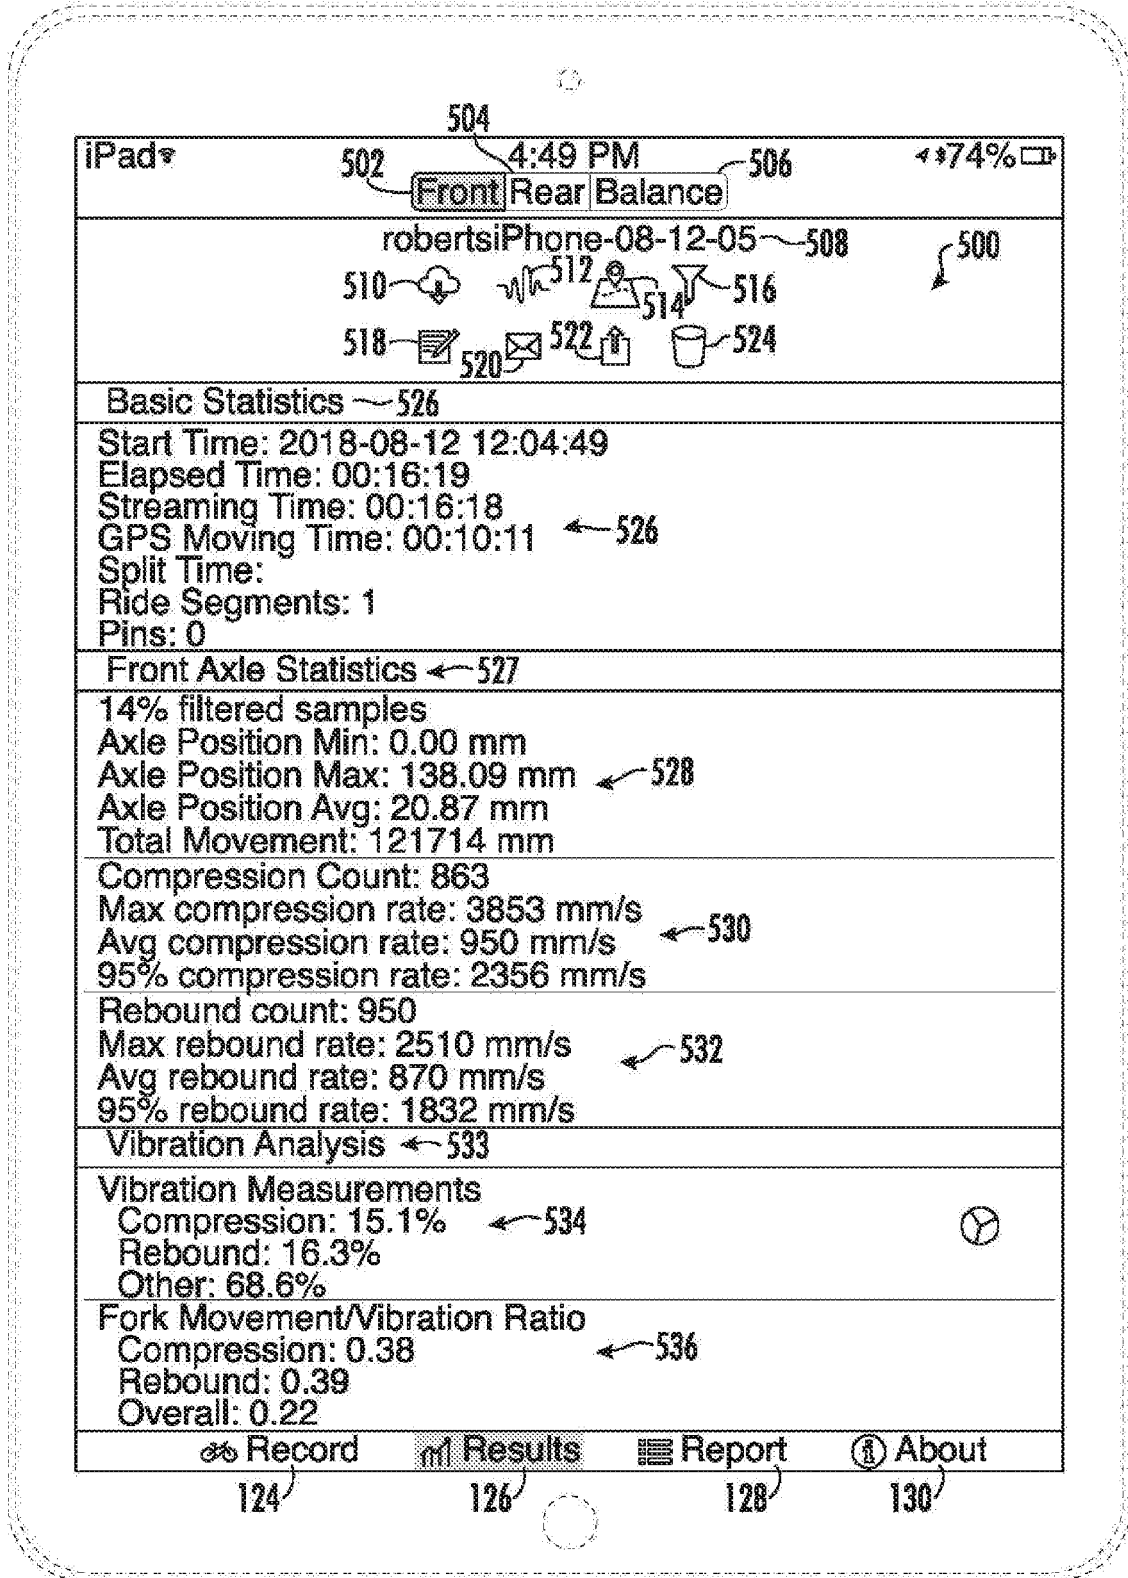 504
iPad 4:49 PM 74%
502 Front Rear Balance 506
robertsiPhone-08-12-05 508 500
510 512 514 516
518 520 522 524
Basic Statistics 526
Start Time: 2018-08-12 12:04:49
Elapsed Time: 00:16:19
Streaming Time: 00:16:18
GPS Moving Time: 00:10:11 526
Split Time:
Ride Segments: 1
Pins: 0
Front Axle Statistics 527
14% filtered samples
Axle Position Min: 0.00 mm
Axle Position Max: 138.09 mm 528
Axle Position Avg: 20.87 mm
Total Movement: 121714 mm
Compression Count: 863
Max compression rate: 3853 mm/s
Avg compression rate: 950 mm/s 530
95% compression rate: 2356 mm/s
Rebound count: 950
Max rebound rate: 2510 mm/s 532
Avg rebound rate: 870 mm/s
95% rebound rate: 1832 mm/s
Vibration Analysis 533
Vibration Measurements
Compression: 15.1% 534
Rebound: 16.3%
Other: 68.6%
Fork Movement/Vibration Ratio
Compression: 0.38 536
Rebound: 0.39
Overall: 0.22
Record Results Report About
124 126 128 130